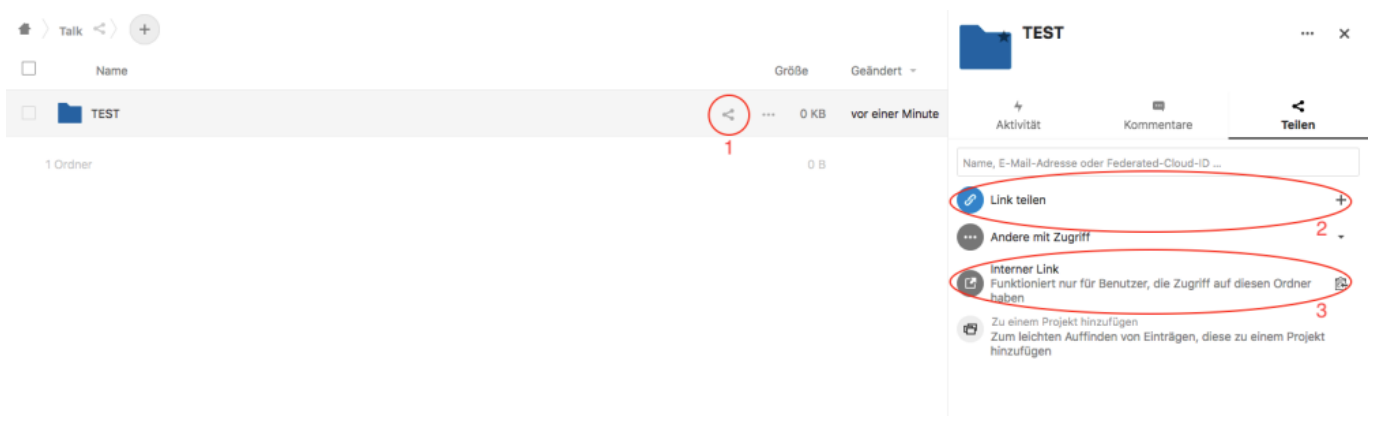 Talk
+
Name
Größe
Geändert
TEST
0 KB
vor einer Minute
1
1 Ordner
0 B
TEST
Aktivität
Kommentare
Teilen
Name, E-Mail-Adresse oder Federated-Cloud-ID ...
Link teilen
+
2
Andere mit Zugriff
Interner Link
Funktioniert nur für Benutzer, die Zugriff auf diesen Ordner
haben
3
Zu einem Projekt hinzufügen
Zum leichten Auffinden von Einträgen, diese zu einem Projekt
hinzufügen